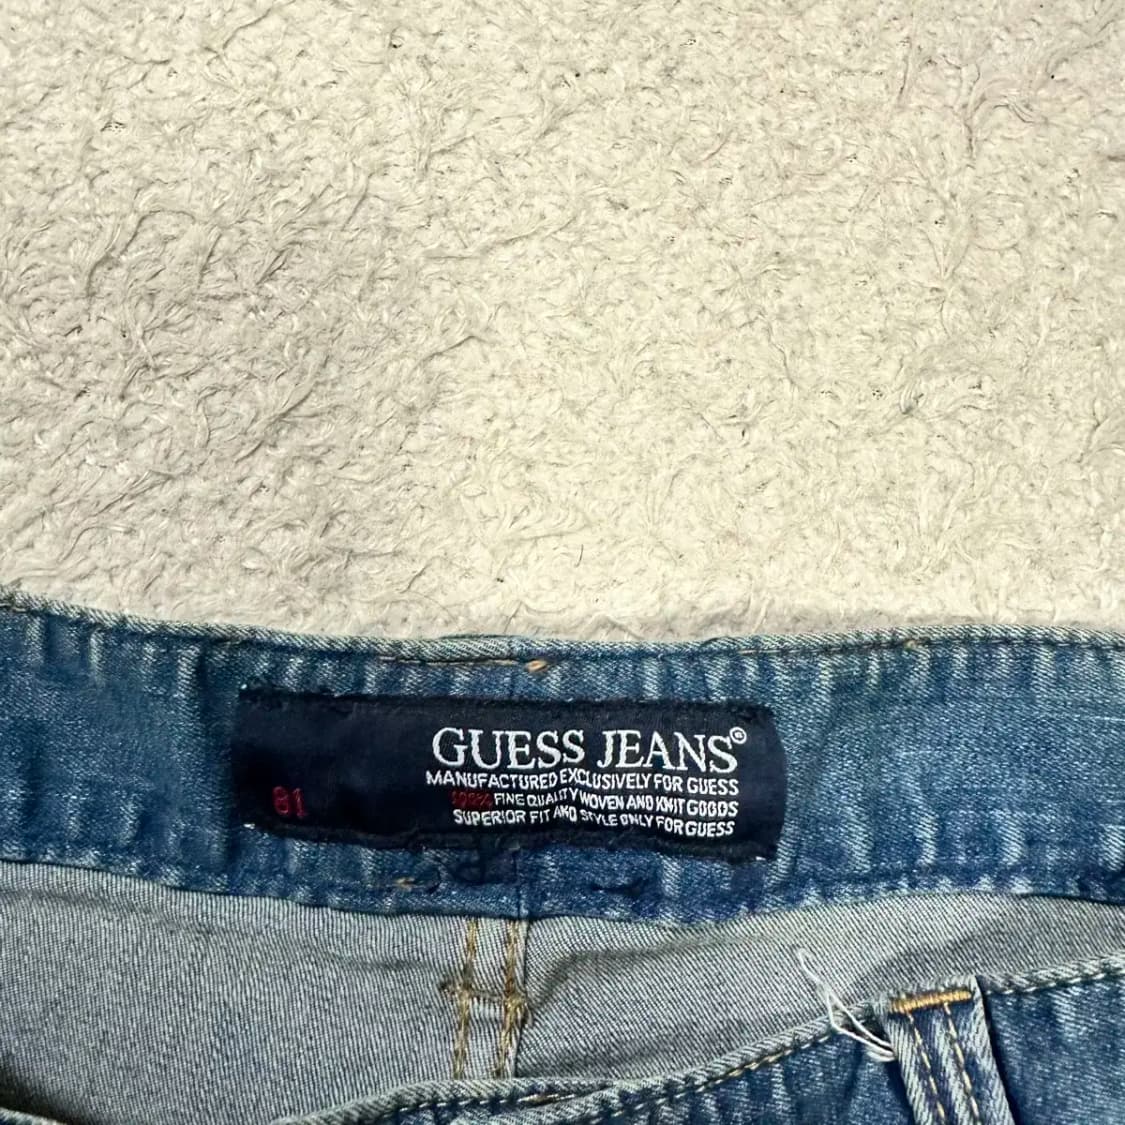 GUESS JEANS®
MANUFACTURED EXCLUSIVELY FOR GUESS
100% FINE QUALITY WOVEN AND KNIT GOODS
SUPERIOR FIT AND STYLE ONLY FOR GUESS
81